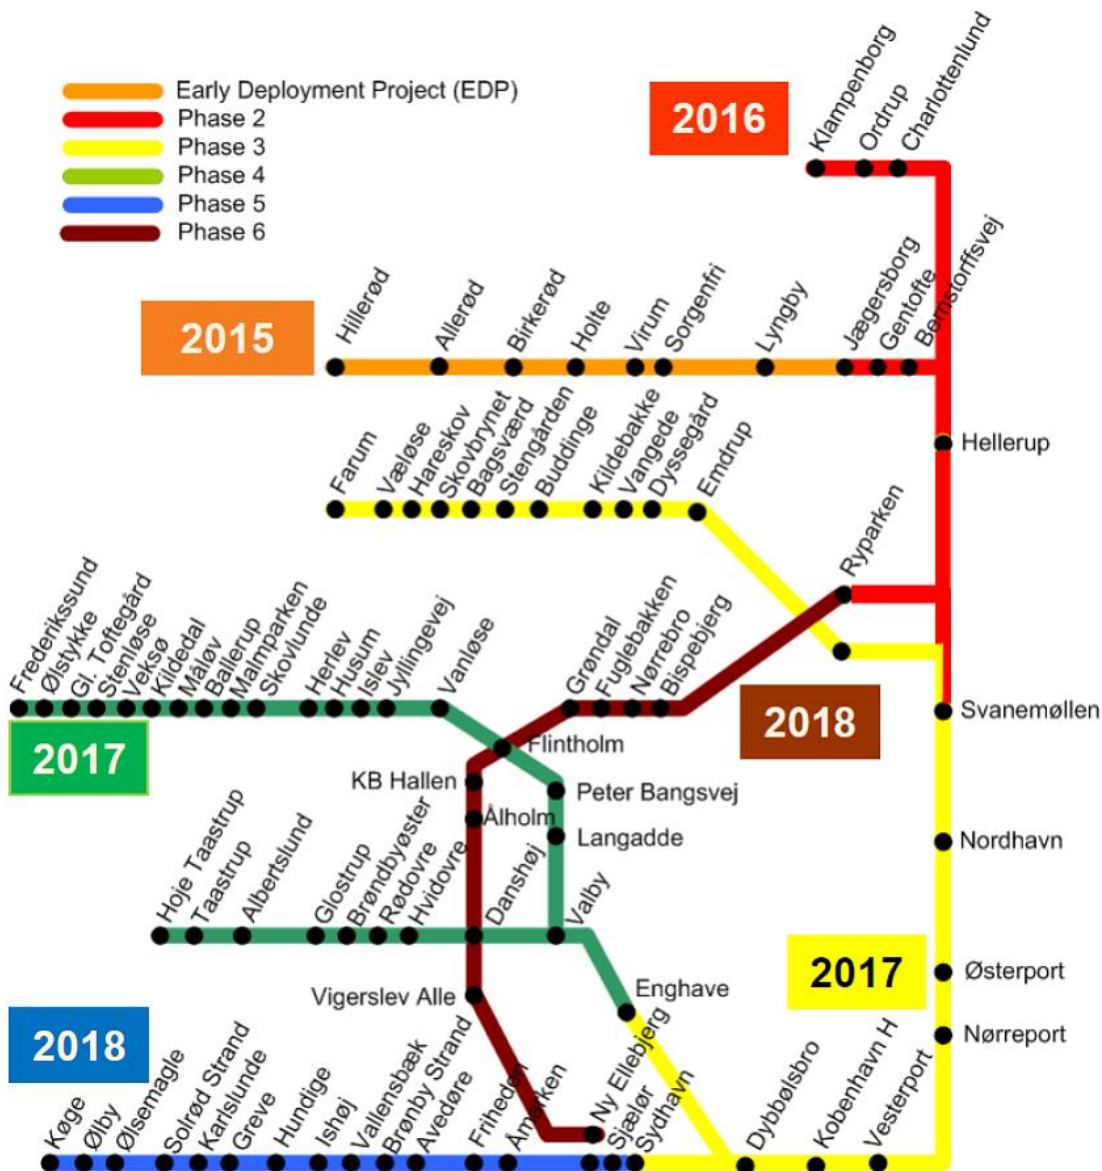 Early Deployment Project (EDP)
Phase 2
Phase 3
Phase 4
Phase 5
Phase 6
2016
Klampenborg
Ordrup
Charlottenlund
2015
Hillerød
Allerød
Birkerød
Holte
Virum
Sorgenfri
Lyngby
Jægersborg
Gentofte
Bernstorffsvej
Hellerup
Farum
Væløse
Hareskov
Skovbrynet
Bagsværd
Stengården
Buddinge
Kildebakke
Vangede
Dyssegård
Emdrup
Ryparken
Frederikssund
Ølstykke
Gl. Toftegård
Stenløse
Veksø
Kildedal
Måløv
Ballerup
Malmparken
Skovlunde
Herlev
Husum
Islev
Jyllingevej
Vanløse
Grøndal
Fuglebakken
Nørrebro
Bispebjerg
2018
Svanemøllen
2017
Flintholm
KB Hallen
Peter Bangsvej
Ålholm
Langadde
Nordhavn
Hoje Taastrup
Taastrup
Albertslund
Glostrup
Brøndbyøster
Rødovre
Hvidovre
Danshøj
Valby
2017
Østerport
Vigerslev Alle
Enghave
Nørreport
2018
Køge
Ølby
Ølsemagle
Solrød Strand
Karlslunde
Greve
Hundige
Ishøj
Vallensbæk
Brønby Strand
Avedøre
Friheden
Åmarken
Ny Ellebjerg
Sjælør
Sydhavn
Dybbølsbro
Kobenhavn H
Vesterport